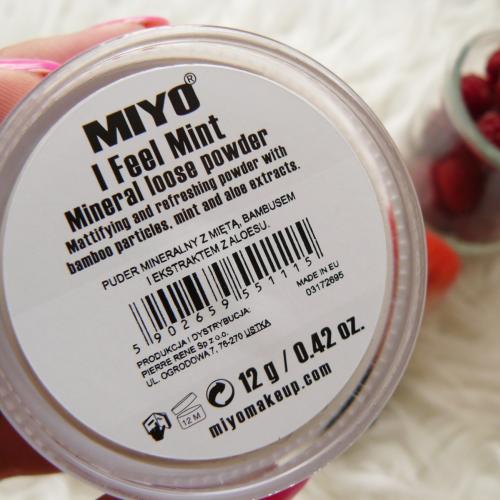 MIYO®
I Feel Mint
Mineral loose powder
Mattifying and refreshing powder with
bamboo particles, mint and aloe extracts.
PUDER MINERALNY Z MIĘTĄ, BAMBUSEM
I EKSTRAKTEM Z ALOESU.
5 902659 551115
MADE IN EU
03172695
PRODUKCJA I DYSTRYBUCJA:
PIERRE RENE Sp z o.o.
UL. OGRODOWA 7, 76-270 USTKA
12 M
12 g / 0.42 oz.
miyomakeup.com